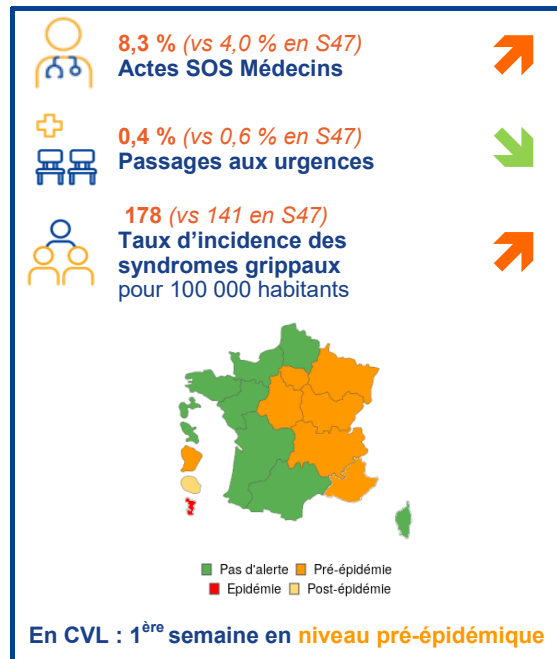 8,3 % (vs 4,0 % en S47)
Actes SOS Médecins
0,4 % (vs 0,6 % en S47)
Passages aux urgences
178 (vs 141 en S47)
Taux d’incidence des
syndromes grippaux
pour 100 000 habitants
Pas d'alerte Pré-épidémie
Epidémie Post-épidémie
En CVL : 1ère semaine en niveau pré-épidémique